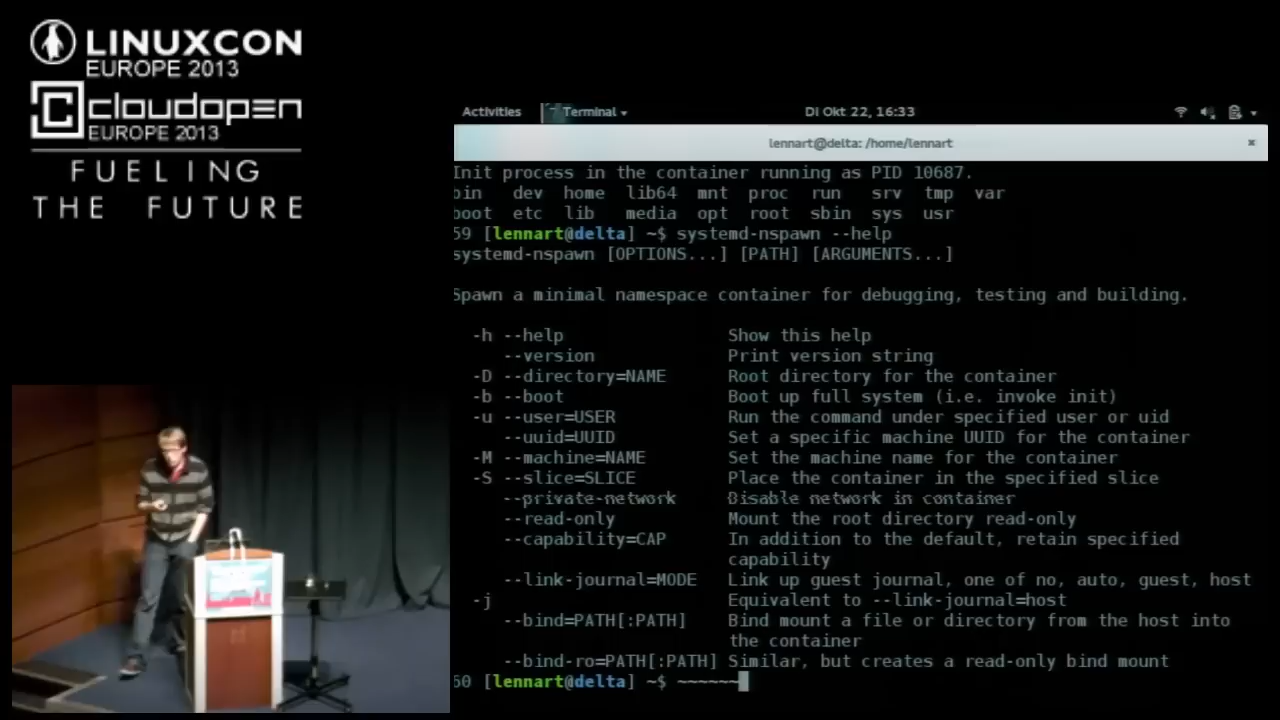 LINUXCON
EUROPE 2013
cloudopen
EUROPE 2013
FUELING
THE FUTURE
Activities Terminal Di Okt 22, 16:33
lennart@delta: /home/lennart ×
Init process in the container running as PID 10687.
bin dev home lib64 mnt proc run srv tmp var
boot etc lib media opt root sbin sys usr
59 [lennart@delta] ~$ systemd-nspawn --help
systemd-nspawn [OPTIONS...] [PATH] [ARGUMENTS...]
Spawn a minimal namespace container for debugging, testing and building.
-h --help Show this help
--version Print version string
-D --directory=NAME Root directory for the container
-b --boot Boot up full system (i.e. invoke init)
-u --user=USER Run the command under specified user or uid
--uuid=UUID Set a specific machine UUID for the container
-M --machine=NAME Set the machine name for the container
-S --slice=SLICE Place the container in the specified slice
--private-network Disable network in container
--read-only Mount the root directory read-only
--capability=CAP In addition to the default, retain specified
capability
--link-journal=MODE Link up guest journal, one of no, auto, guest, host
-j Equivalent to --link-journal=host
--bind=PATH[:PATH] Bind mount a file or directory from the host into
the container
--bind-ro=PATH[:PATH] Similar, but creates a read-only bind mount
60 [lennart@delta] ~$ ~~~~~~